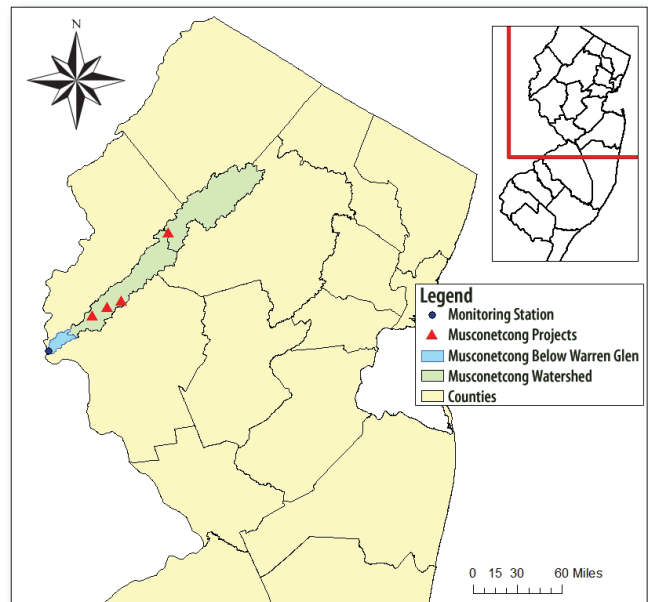 N
Legend
Monitoring Station
Musconetcong Projects
Musconetcong Below Warren Glen
Musconetcong Watershed
Counties
0 15 30 60 Miles